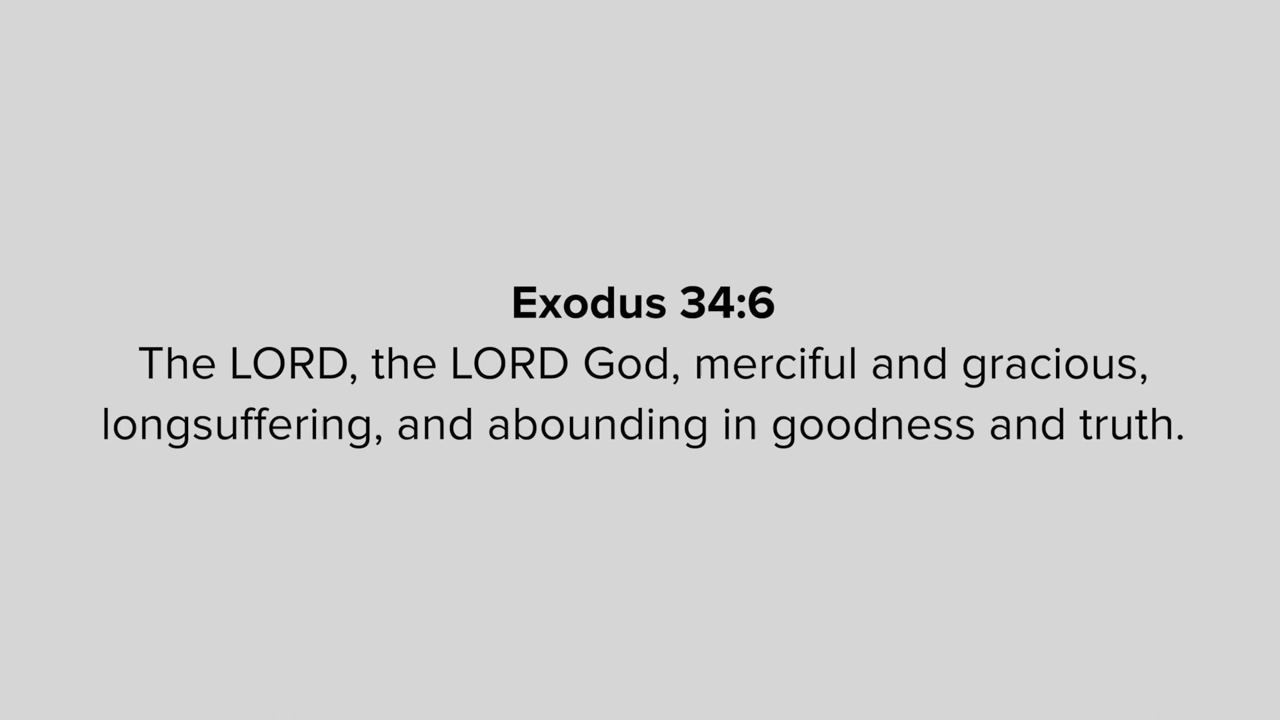 Exodus 34:6
The LORD, the LORD God, merciful and gracious,
longsuffering, and abounding in goodness and truth.